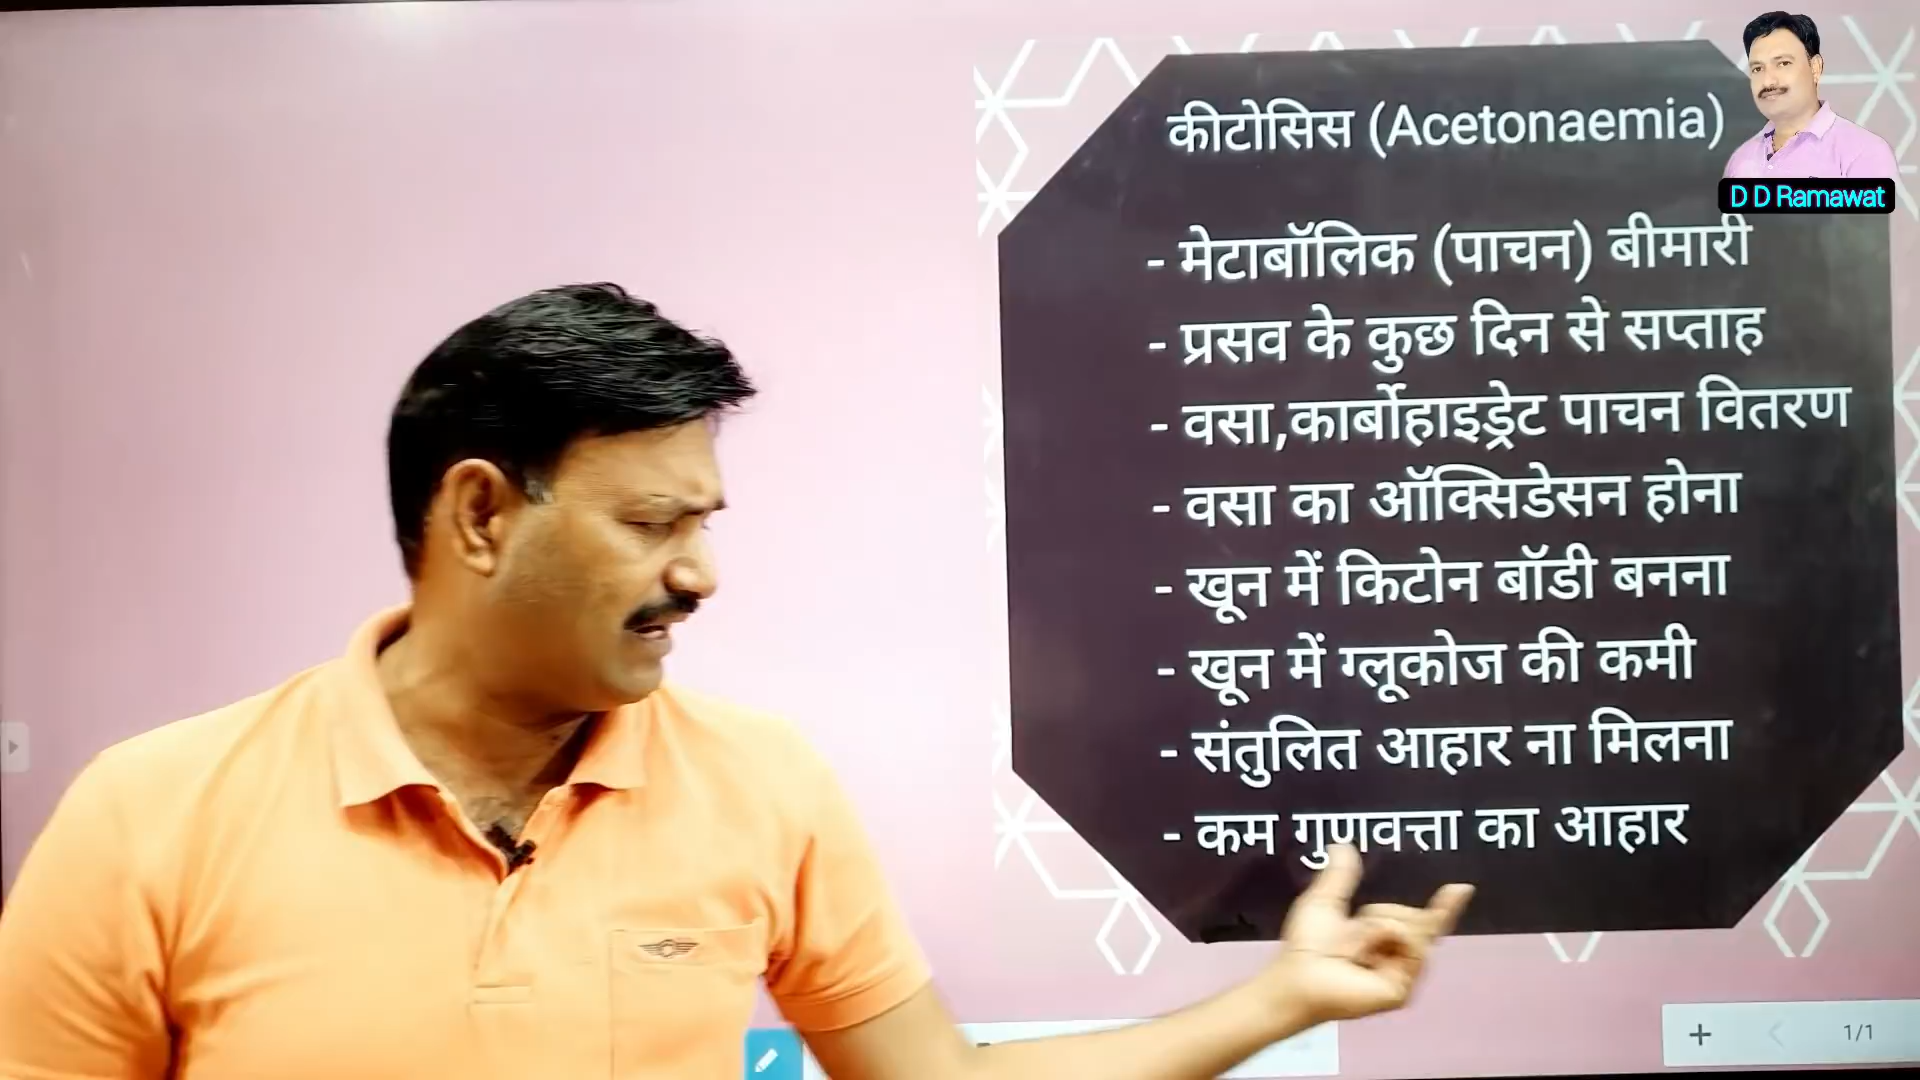 कीटोसिस (Acetonaemia)
D D Ramawat
- मेटाबॉलिक (पाचन) बीमारी
- प्रसव के कुछ दिन से सप्ताह
- वसा,कार्बोहाइड्रेट पाचन वितरण
- वसा का ऑक्सिडेसन होना
- खून में किटोन बॉडी बनना
- खून में ग्लूकोज की कमी
- संतुलित आहार ना मिलना
- कम गुणवत्ता का आहार
1/1